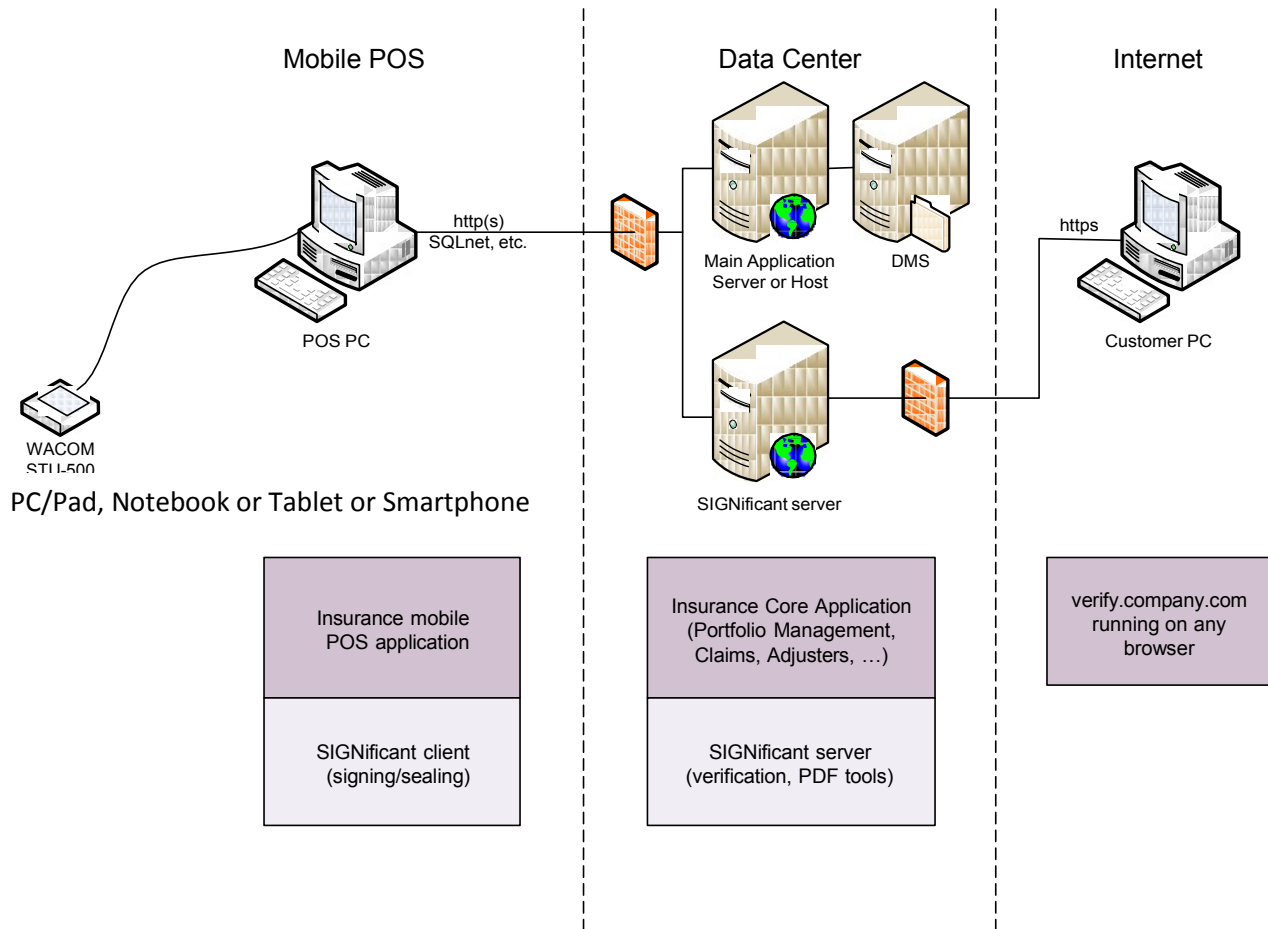 Mobile POS
Data Center
Internet
http(s)
SQLnet, etc.
https
Main Application
Server or Host
DMS
POS PC
Customer PC
WACOM
STU-500
PC/Pad, Notebook or Tablet or Smartphone
SIGNificant server
Insurance mobile
POS application
Insurance Core Application
(Portfolio Management,
Claims, Adjusters, …)
verify.company.com
running on any
browser
SIGNificant client
(signing/sealing)
SIGNificant server
(verification, PDF tools)